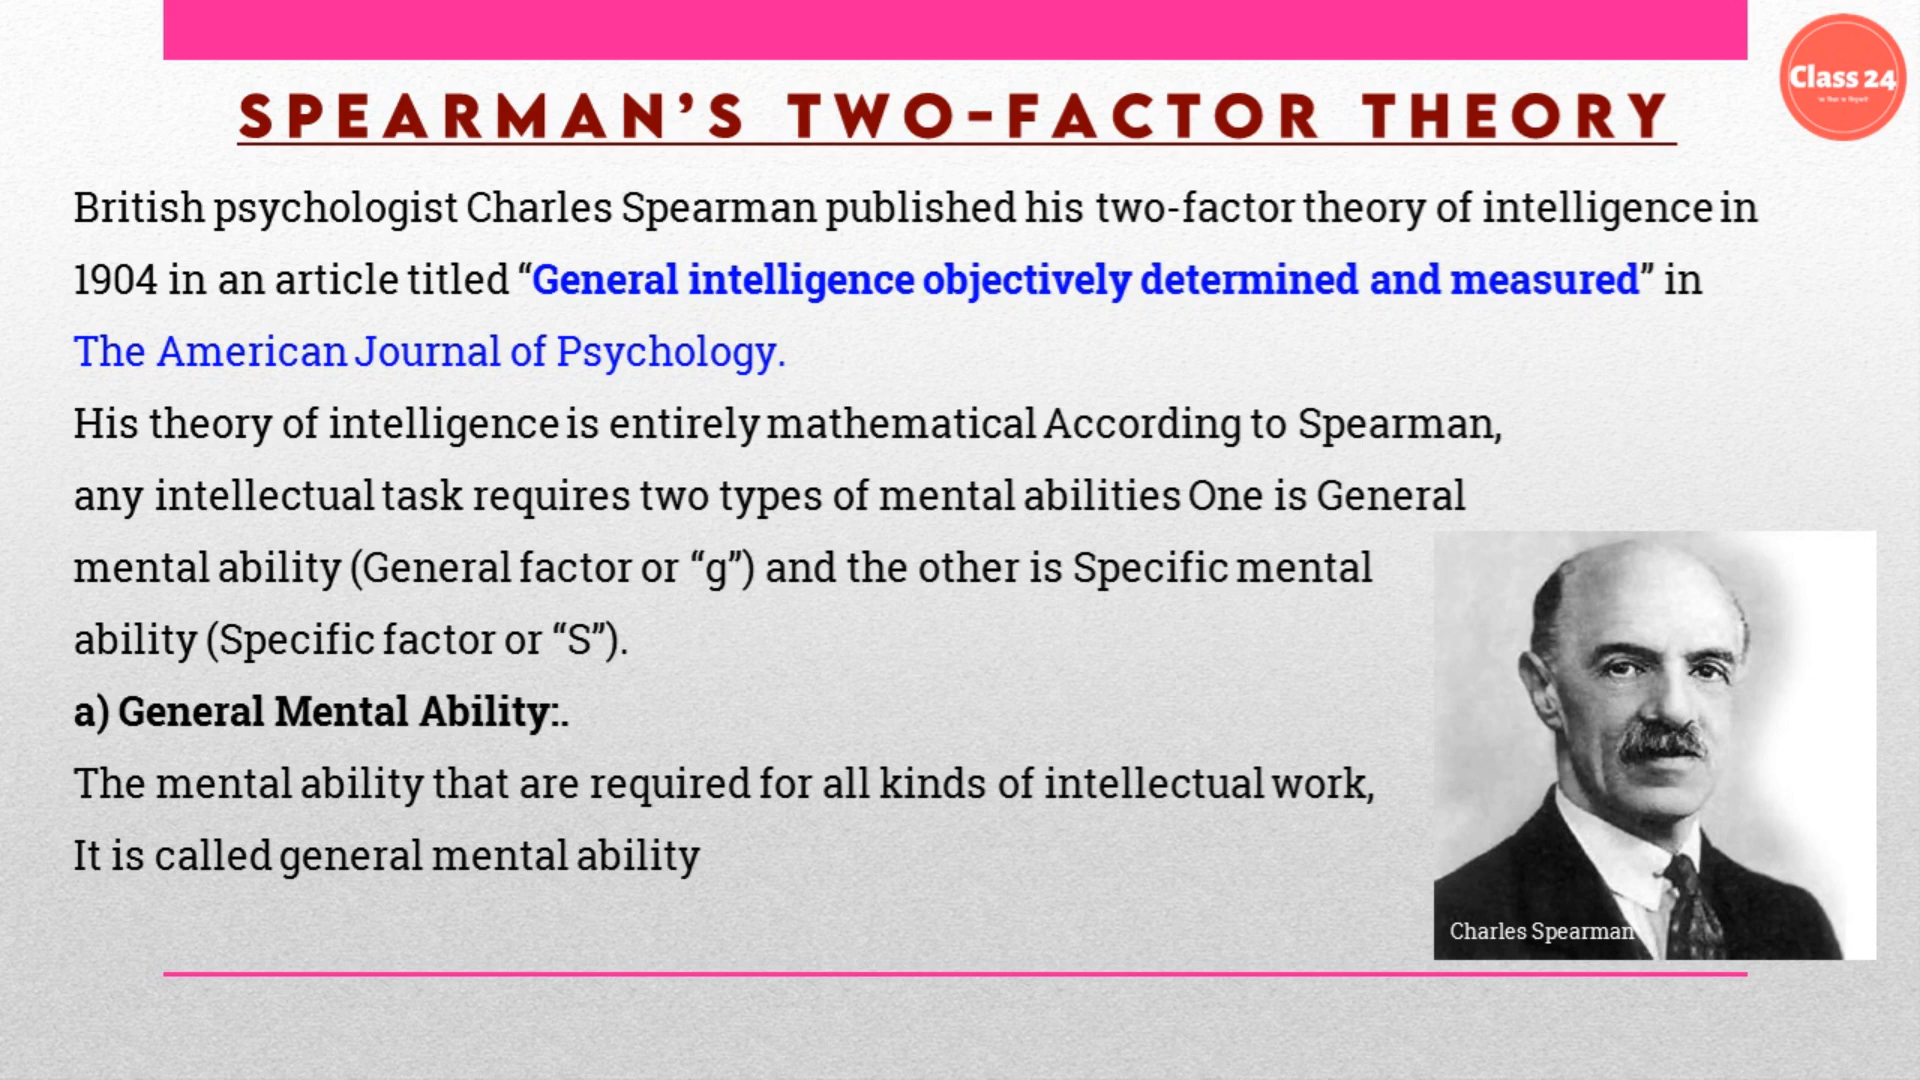 Class 24
SPEARMAN'S TWO-FACTOR THEORY
British psychologist Charles Spearman published his two-factor theory of intelligence in
1904 in an article titled “General intelligence objectively determined and measured” in
The American Journal of Psychology.
His theory of intelligence is entirely mathematical According to Spearman,
any intellectual task requires two types of mental abilities One is General
mental ability (General factor or “g”) and the other is Specific mental
ability (Specific factor or “S”).
a) General Mental Ability:.
The mental ability that are required for all kinds of intellectual work,
It is called general mental ability
Charles Spearman